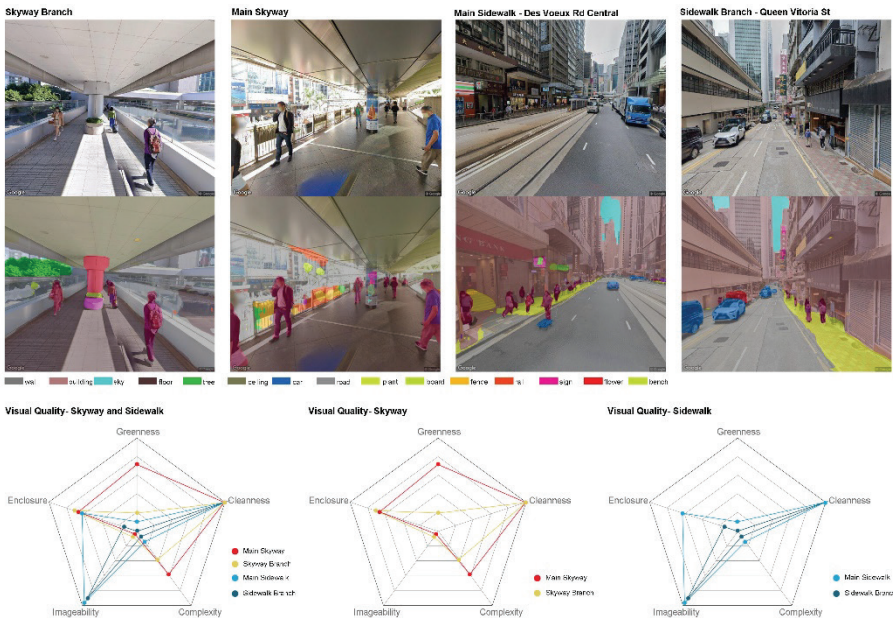 Skyway Branch
Main Skyway
Main Sidewalk - Des Voeux Rd Central
Sidewalk Branch - Queen Vitoria St
Google
Google
Google
Google
wall
building
sky
floor
tree
ceiling
car
road
plant
board
fence
rail
sign
flower
bench
Visual Quality- Skyway and Sidewalk
Visual Quality- Skyway
Visual Quality- Sidewalk
Greenness
Enclosure
Cleanness
Imageability
Complexity
Main Skyway
Skyway Branch
Main Sidewalk
Sidewalk Branch
Greenness
Enclosure
Cleanness
Imageability
Complexity
Main Skyway
Skyway Branch
Greenness
Enclosure
Cleanness
Imageability
Complexity
Main Sidewalk
Sidewalk Branc